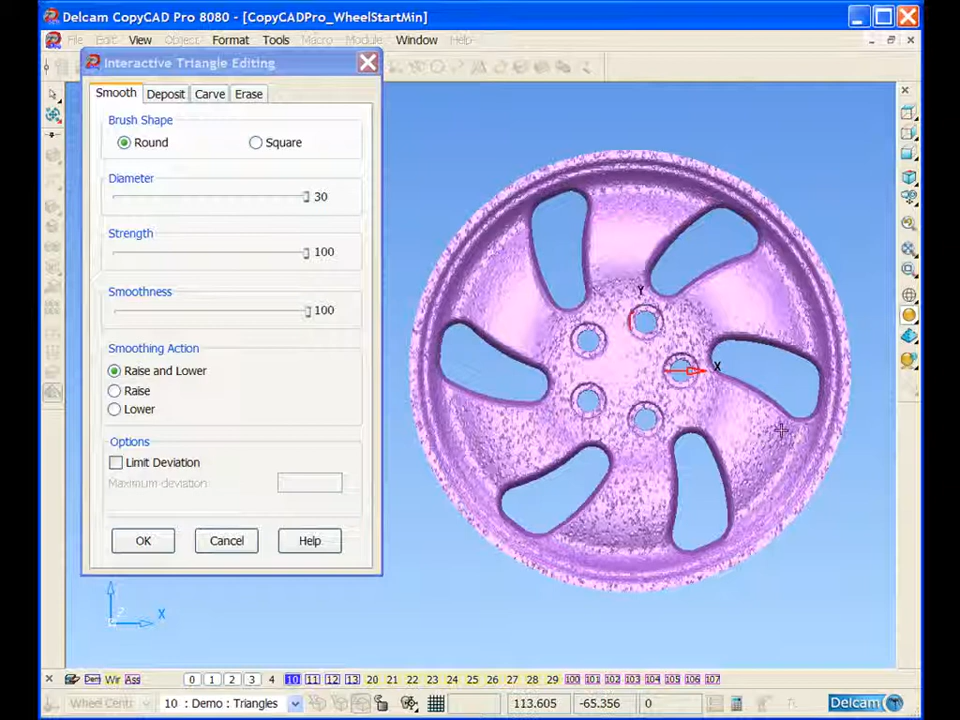 Delcam CopyCAD Pro 8080 - [CopyCADPro_WheelStartMin]
File Edit View Object Format Tools Macro Module Window Help
Interactive Triangle Editing
Smooth Deposit Carve Erase
Brush Shape
Round Square
Diameter
30
Strength
100
Smoothness
100
Smoothing Action
Raise and Lower
Raise
Lower
Options
Limit Deviation
Maximum deviation:
OK Cancel Help
Y
X
X
0 1 2 3 4 10 11 12 13 20 21 22 23 24 25 26 27 28 29 100 101 102 103 104 105 106 107
10 : Demo : Triangles 113.605 -65.356 0 Delcam